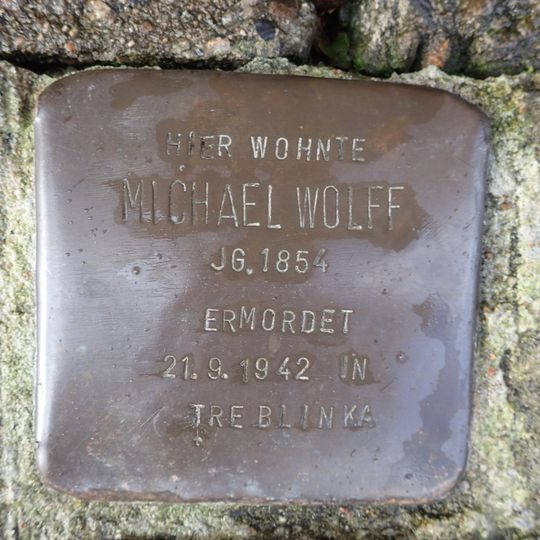 HIER WOHNTE
MICHAEL WOLFF
JG. 1854
ERMORDET
21. 9. 1942 IN
TREBLINKA